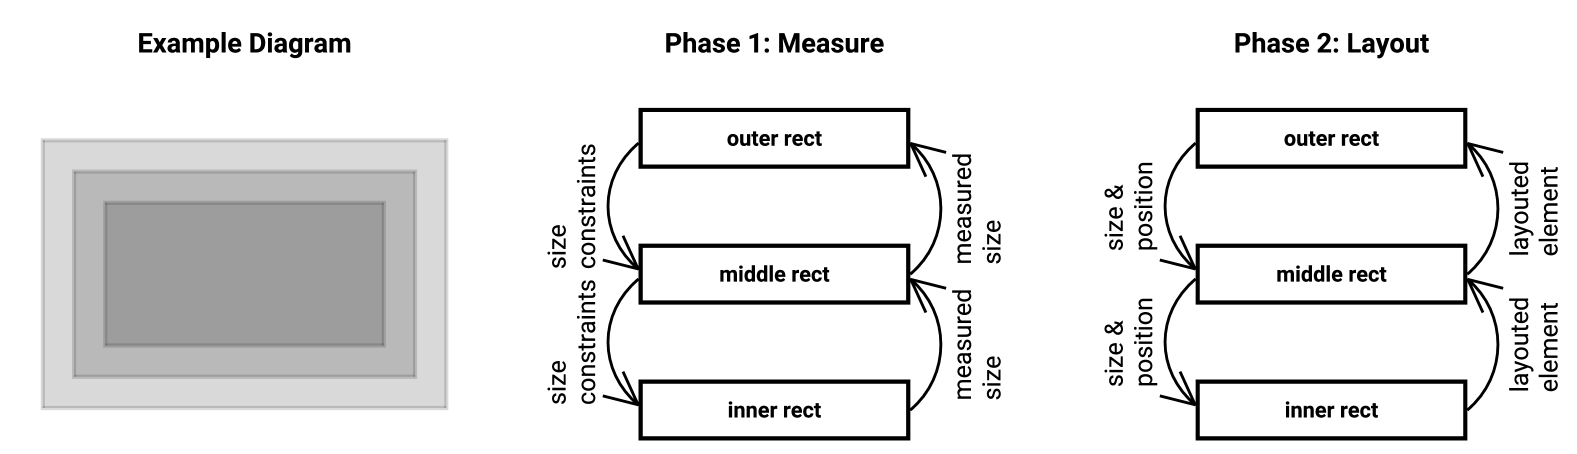 Example Diagram
Phase 1: Measure
outer rect
size
constraints
measured
size
middle rect
size
constraints
measured
size
inner rect
Phase 2: Layout
outer rect
size &
position
layouted
element
middle rect
size &
position
layouted
element
inner rect